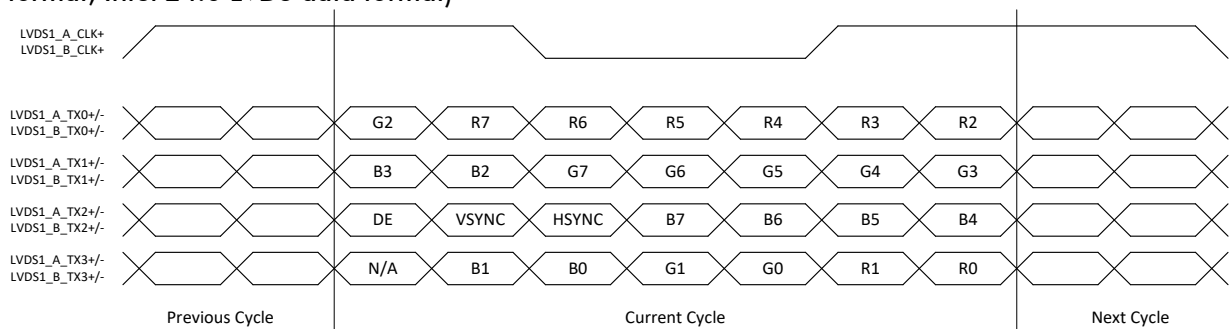 LVDS1_A_CLK+
LVDS1_B_CLK+
LVDS1_A_TX0+/-
LVDS1_B_TX0+/-
G2 R7 R6 R5 R4 R3 R2
LVDS1_A_TX1+/-
LVDS1_B_TX1+/-
B3 B2 G7 G6 G5 G4 G3
LVDS1_A_TX2+/-
LVDS1_B_TX2+/-
DE VSYNC HSYNC B7 B6 B5 B4
LVDS1_A_TX3+/-
LVDS1_B_TX3+/-
N/A B1 B0 G1 G0 R1 R0
Previous Cycle Current Cycle Next Cycle